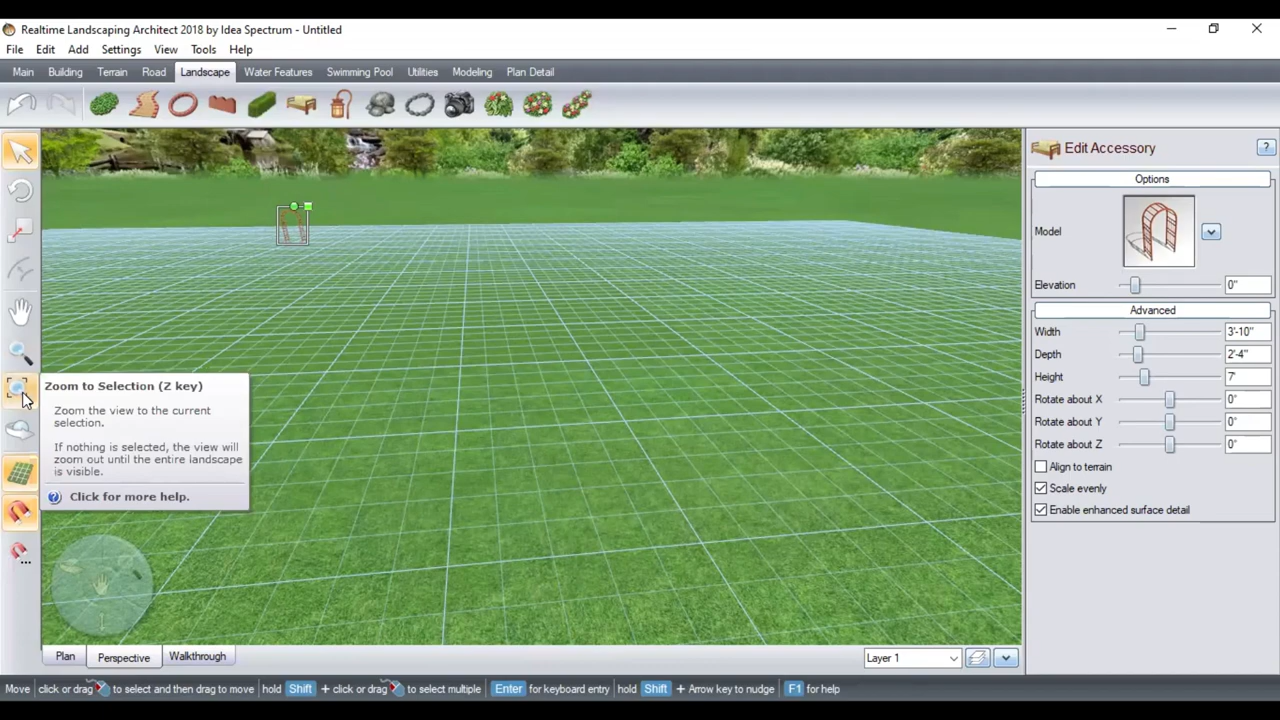 Realtime Landscaping Architect 2018 by Idea Spectrum - Untitled
File Edit Add Settings View Tools Help
Main Building Terrain Road Landscape Water Features Swimming Pool Utilities Modeling Plan Detail
Edit Accessory ?
Options
Model
Elevation 0"
Advanced
Width 3'-10"
Depth 2'-4"
Height 7'
Rotate about X 0°
Rotate about Y 0°
Rotate about Z 0°
Align to terrain
Scale evenly
Enable enhanced surface detail
Zoom to Selection (Z key)
Zoom the view to the current
selection.
If nothing is selected, the view will
zoom out until the entire landscape
is visible.
? Click for more help.
Plan Perspective Walkthrough Layer 1
Move click or drag to select and then drag to move hold Shift + click or drag to select multiple Enter for keyboard entry hold Shift + Arrow key to nudge F1 for help